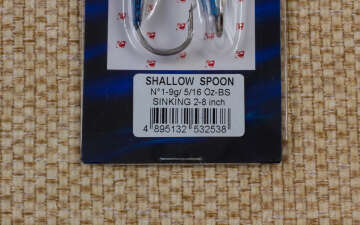 SHALLOW SPOON
N°1-9g/ 5/16 Oz-BS
SINKING 2-8 inch
4 895132 532538